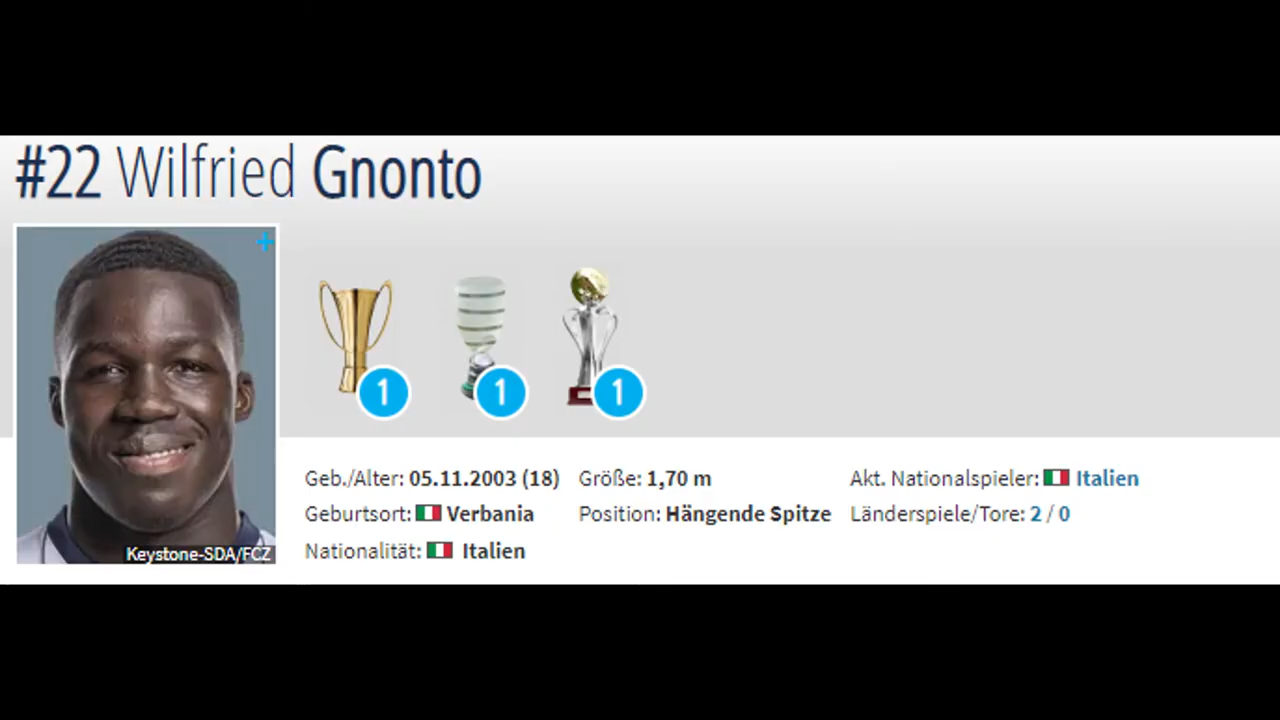 #22 Wilfried Gnonto
+
1 1 1
Keystone-SDA/FCZ
Geb./Alter: 05.11.2003 (18) Größe: 1,70 m Akt. Nationalspieler: Italien
Geburtsort: Verbania Position: Hängende Spitze Länderspiele/Tore: 2 / 0
Nationalität: Italien